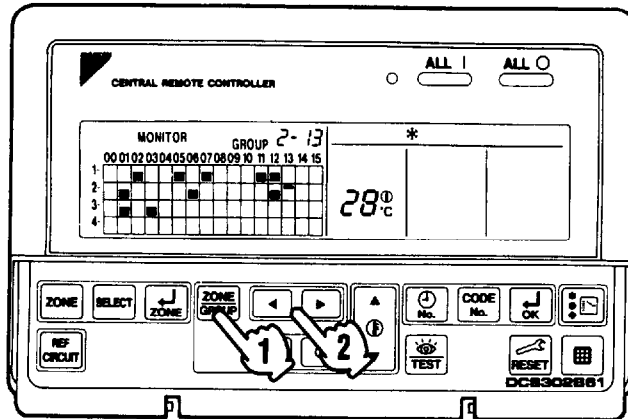 ALL | ALL ○
CENTRAL REMOTE CONTROLLER
MONITOR GROUP 2-13
00 01 02 03 04 05 06 07 08 09 10 11 12 13 14 15
1-
2-
3-
4-
*
28 °C
ZONE
SELECT
ZONE
ZONE GROUP
No.
CODE No.
OK
1
2
REF CIRCUIT
TEST
RESET
DCS302B61